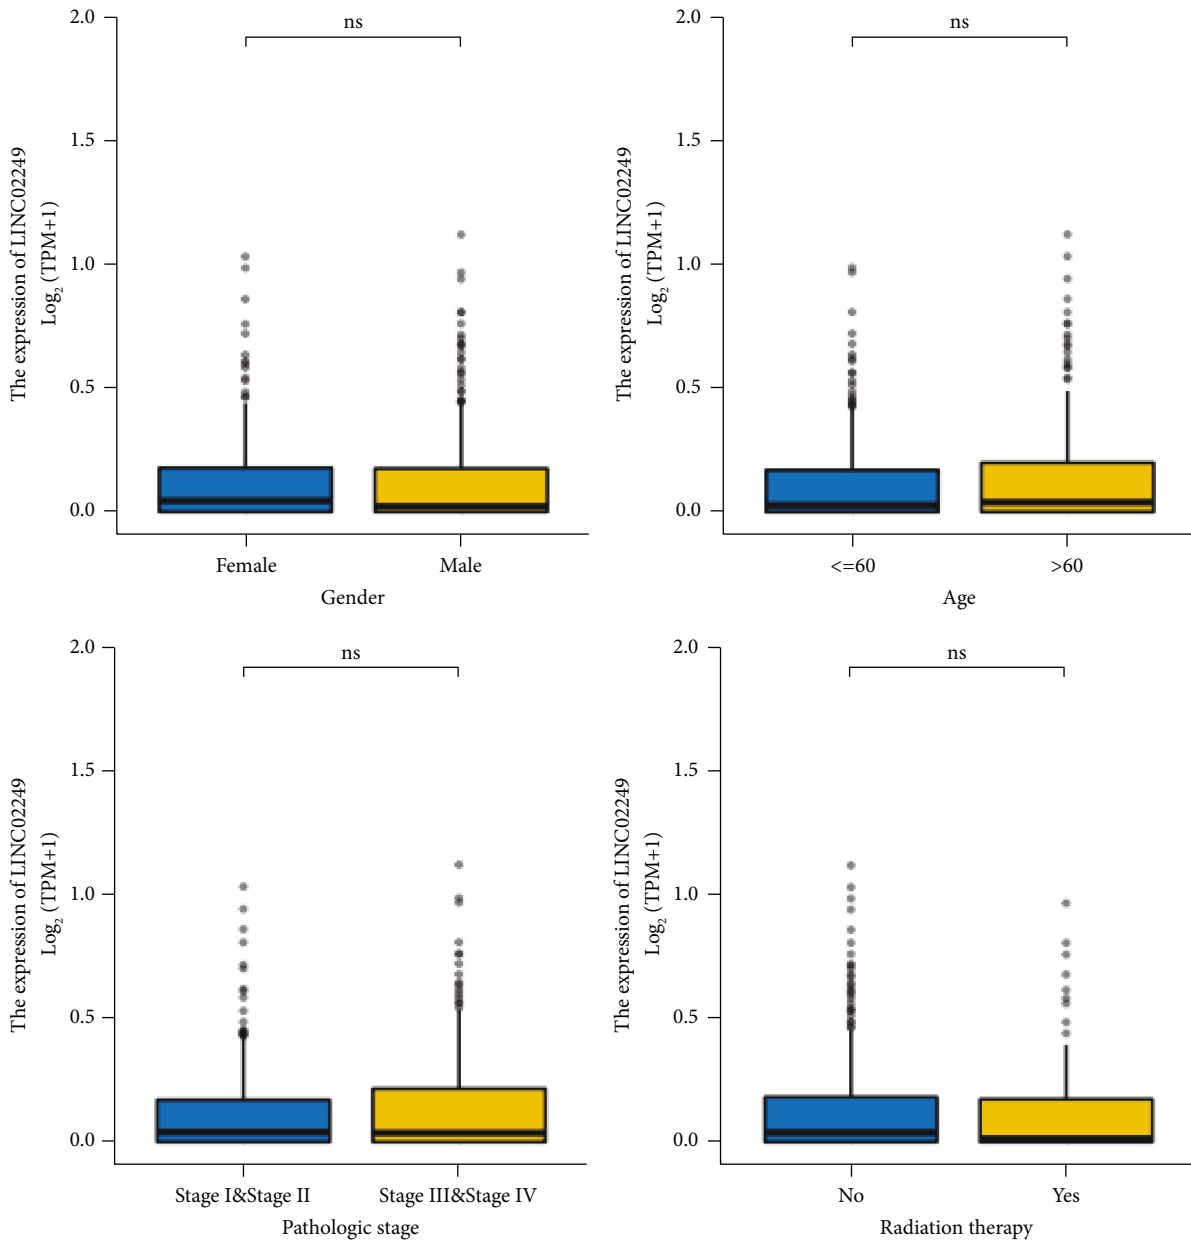 ns
2.0
1.5
1.0
0.5
0.0
The expression of LINC02249
Log₂ (TPM+1)
Female
Male
Gender
ns
2.0
1.5
1.0
0.5
0.0
The expression of LINC02249
Log₂ (TPM+1)
<=60
>60
Age
ns
2.0
1.5
1.0
0.5
0.0
The expression of LINC02249
Log₂ (TPM+1)
Stage I&Stage II
Stage III&Stage IV
Pathologic stage
ns
2.0
1.5
1.0
0.5
0.0
The expression of LINC02249
Log₂ (TPM+1)
No
Yes
Radiation therapy